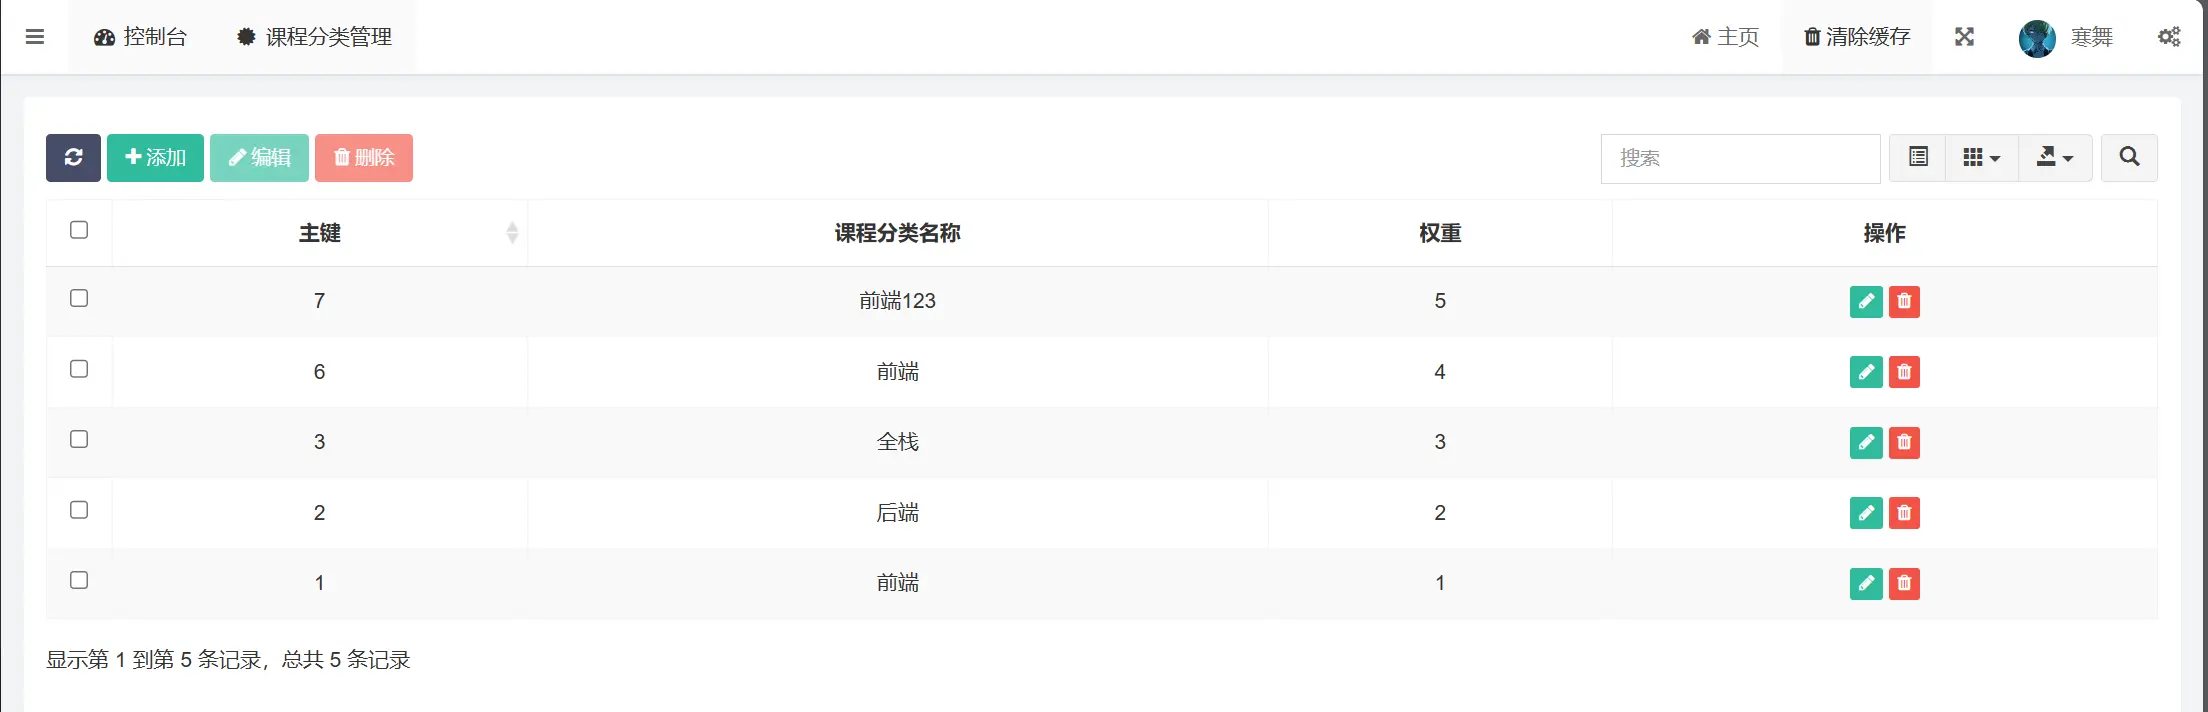 控制台 课程分类管理 主页 清除缓存 寒舞
添加 编辑 删除 搜索
主键 课程分类名称 权重 操作
7 前端123 5
6 前端 4
3 全栈 3
2 后端 2
1 前端 1
显示第 1 到第 5 条记录，总共 5 条记录